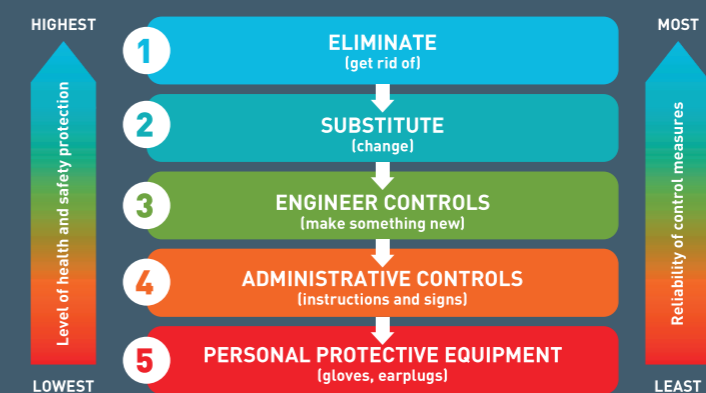 HIGHEST
MOST
1
ELIMINATE
(get rid of)
2
SUBSTITUTE
(change)
3
ENGINEER CONTROLS
(make something new)
4
ADMINISTRATIVE CONTROLS
(instructions and signs)
5
PERSONAL PROTECTIVE EQUIPMENT
(gloves, earplugs)
Level of health and safety protection
Reliability of control measures
LOWEST
LEAST